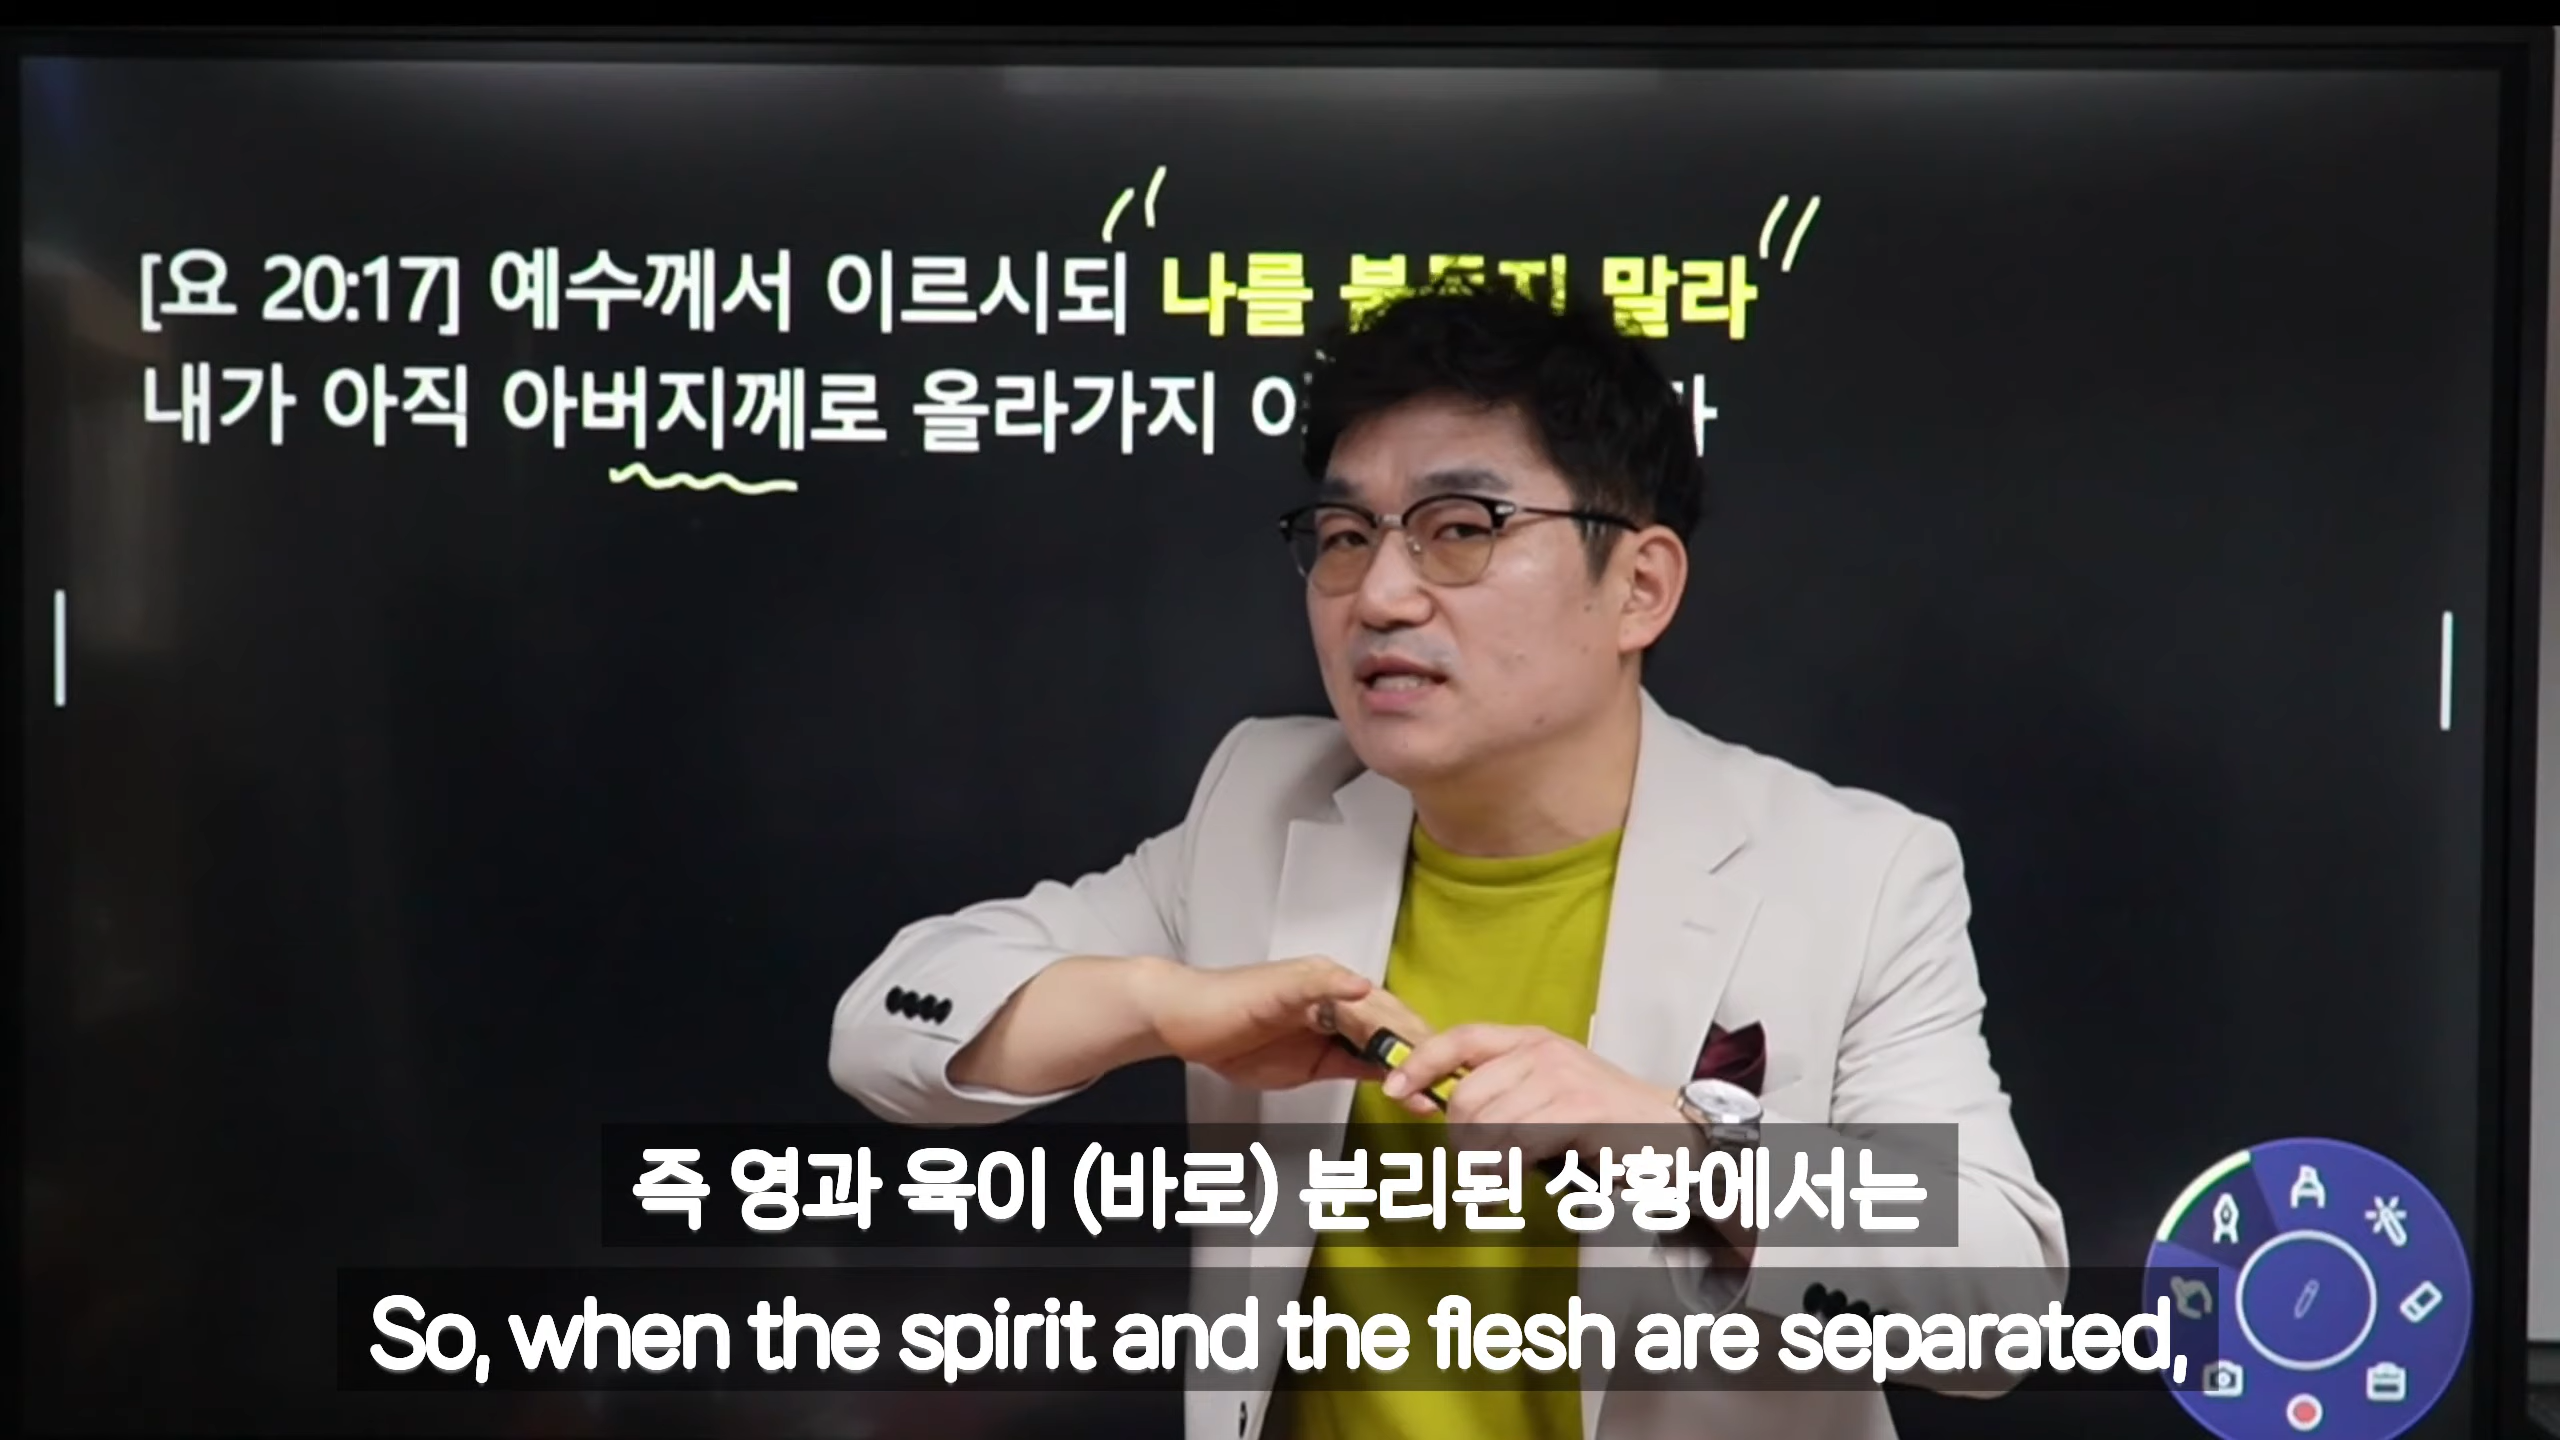 [요 20:17] 예수께서 이르시되 나를 말라
내가 아직 아버지께로 올라가지
즉 영과 육이 (바로) 분리된 상황에서는
So, when the spirit and the flesh are separated,